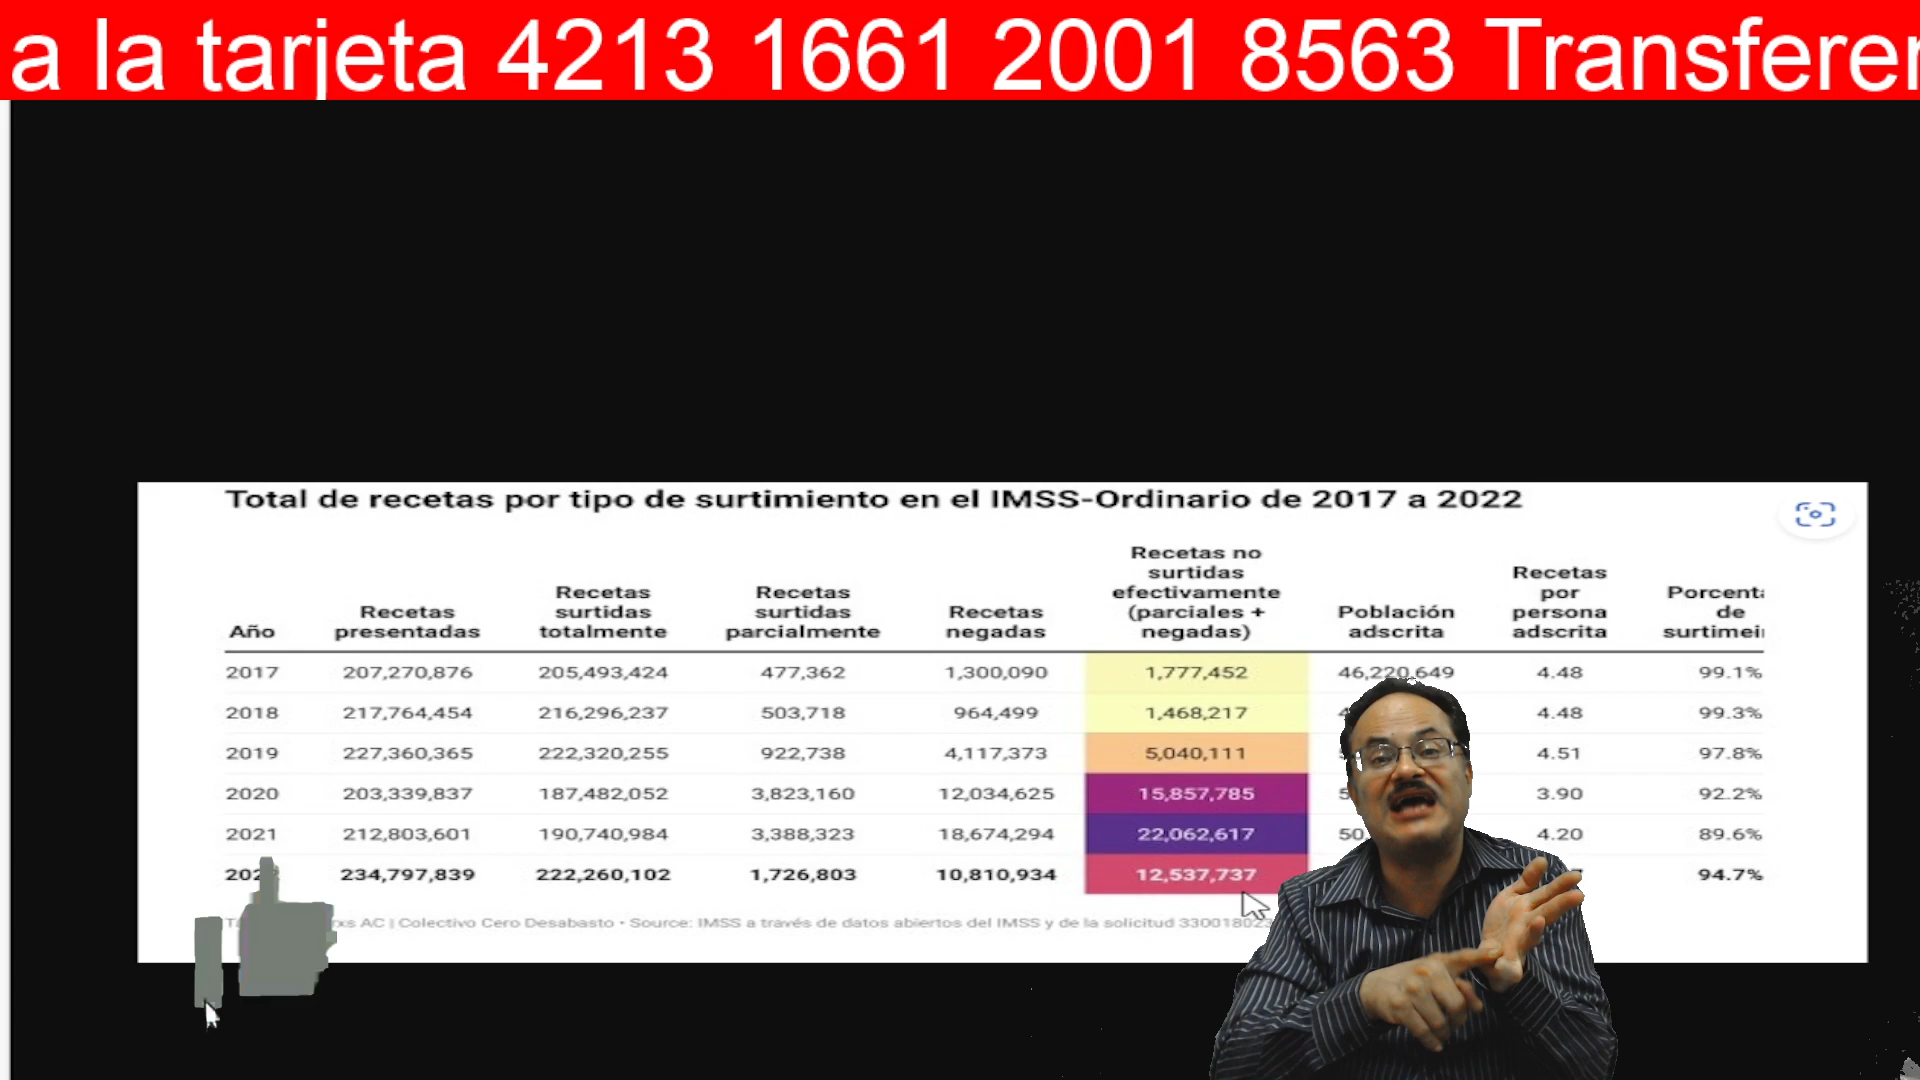 a la tarjeta 4213 1661 2001 8563
Total de recetas por tipo de surtimiento en el IMSS-Ordinario de 2017 a 2022
Año
Recetas
presentadas
Recetas
surtidas
totalmente
Recetas
surtidas
parcialmente
Recetas
negadas
Recetas no
surtidas
efectivamente
(parciales +
negadas)
Población
adscrita
Recetas
por
persona
adscrita
de
2017 207,270,876 205,493,424 477,362 1,300,090 1,777,452 46,220,649 4.48 99.1%
2018 217,764,454 216,296,237 503,718 964,499 1,468,217 4.48 99.3%
2019 227,360,365 222,320,255 922,738 4,117,373 5,040,111 4.51 97.8%
2020 203,339,837 187,482,052 3,823,160 12,034,625 15,857,785 3.90 92.2%
2021 212,803,601 190,740,984 3,388,323 18,674,294 22,062,617 4.20 89.6%
234,797,839 222,260,102 1,726,803 10,810,934 12,537,737 94.7%
AC | Colectivo Cero Desabasto • Source: IMSS a través de datos abiertos del IMSS y de la solicitud